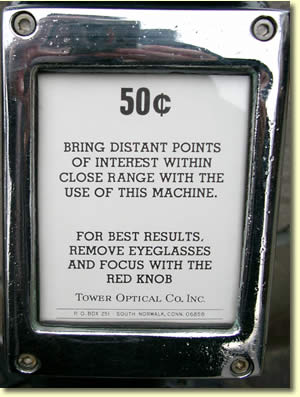 50¢
BRING DISTANT POINTS
OF INTEREST WITHIN
CLOSE RANGE WITH THE
USE OF THIS MACHINE.
FOR BEST RESULTS,
REMOVE EYEGLASSES
AND FOCUS WITH THE
RED KNOB
TOWER OPTICAL CO. INC.
P. O. BOX 251 · SOUTH NORWALK, CONN. 06856